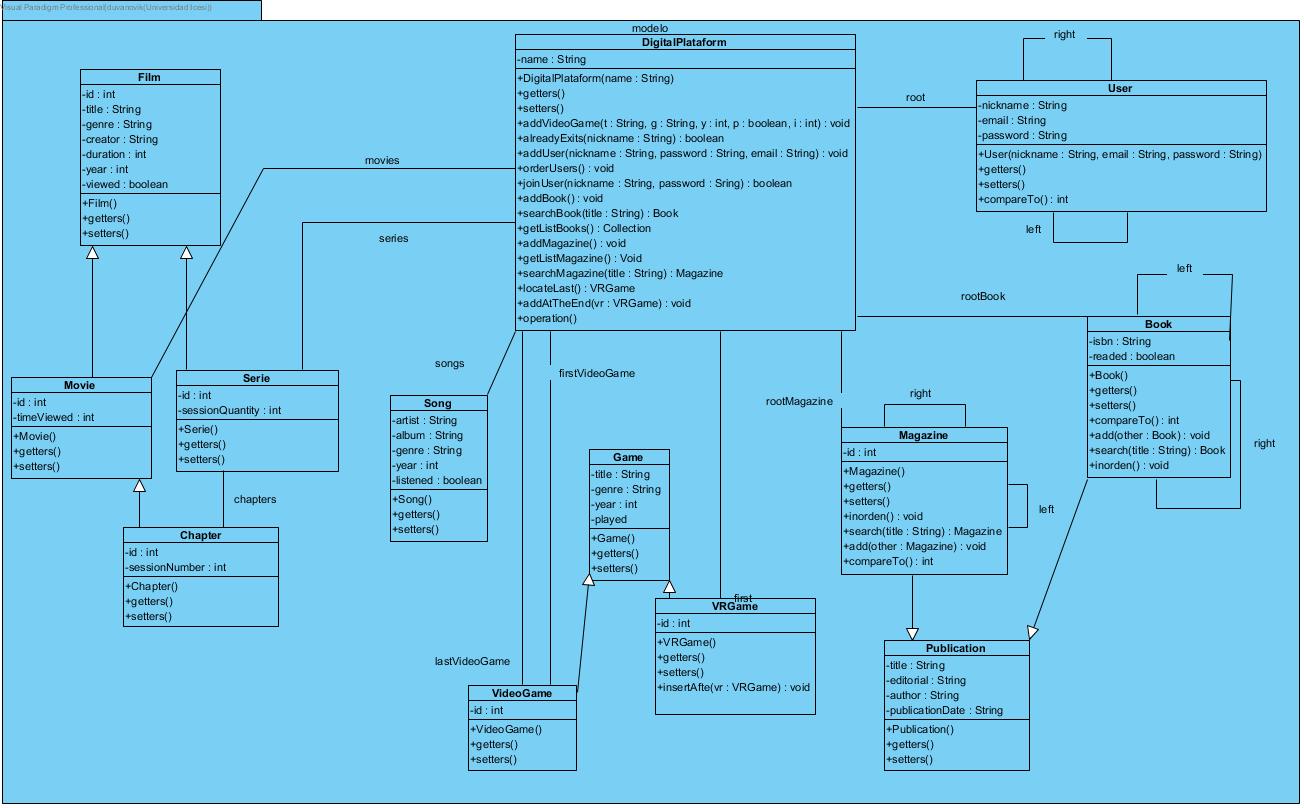 Visual Paradigm Professional(duvanovik(Universidad Icesi))
modelo
DigitalPlataform
-name : String
+DigitalPlataform(name : String)
+getters()
+setters()
+addVideoGame(t : String, g : String, y : int, p : boolean, i : int) : void
+alreadyExits(nickname : String) : boolean
+addUser(nickname : String, password : String, email : String) : void
+orderUsers() : void
+joinUser(nickname : String, password : Sring) : boolean
+addBook() : void
+searchBook(title : String) : Book
+getListBooks() : Collection
+addMagazine() : void
+getListMagazine() : Void
+searchMagazine(title : String) : Magazine
+locateLast() : VRGame
+addAtTheEnd(vr : VRGame) : void
+operation()
Film
-id : int
-title : String
-genre : String
-creator : String
-duration : int
-year : int
-viewed : boolean
+Film()
+getters()
+setters()
movies
series
root
right
User
-nickname : String
-email : String
-password : String
+User(nickname : String, email : String, password : String)
+getters()
+setters()
+compareTo() : int
left
left
rootBook
Book
-isbn : String
-readed : boolean
+Book()
+getters()
+setters()
+compareTo() : int
+add(other : Book) : void
+search(title : String) : Book
+inorden() : void
right
Movie
-id : int
-timeViewed : int
+Movie()
+getters()
+setters()
Serie
-id : int
-sessionQuantity : int
+Serie()
+getters()
+setters()
chapters
Chapter
-id : int
-sessionNumber : int
+Chapter()
+getters()
+setters()
songs
Song
-artist : String
-album : String
-genre : String
-year : int
-listened : boolean
+Song()
+getters()
+setters()
firstVideoGame
Game
-title : String
-genre : String
-year : int
-played
+Game()
+getters()
+setters()
rootMagazine
right
Magazine
-id : int
+Magazine()
+getters()
+setters()
+inorden() : void
+search(title : String) : Magazine
+add(other : Magazine) : void
+compareTo() : int
left
first
VRGame
-id : int
+VRGame()
+getters()
+setters()
+insertAfte(vr : VRGame) : void
lastVideoGame
VideoGame
-id : int
+VideoGame()
+getters()
+setters()
Publication
-title : String
-editorial : String
-author : String
-publicationDate : String
+Publication()
+getters()
+setters()